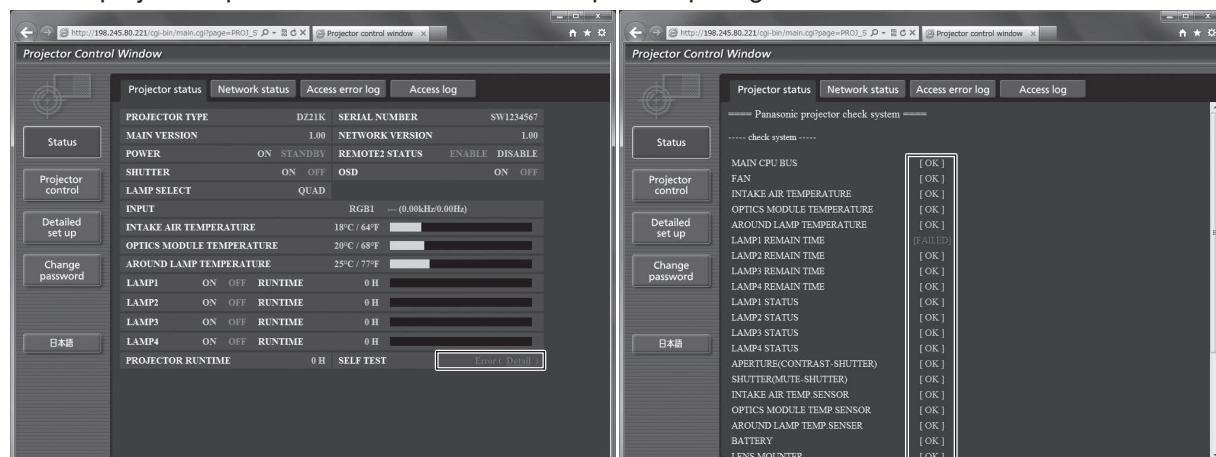 http://198.245.80.221/cgi-bin/main.cgi?page=PROJ_S
Projector control window
Projector Control Window
Projector status
Network status
Access error log
Access log
Status
Projector control
Detailed set up
Change password
日本語
PROJECTOR TYPE DZ21K SERIAL NUMBER SW1234567
MAIN VERSION 1.00 NETWORK VERSION 1.00
POWER ON STANDBY REMOTE2 STATUS ENABLE DISABLE
SHUTTER ON OFF OSD ON OFF
LAMP SELECT QUAD
INPUT RGB1 --- (0.00kHz/0.00Hz)
INTAKE AIR TEMPERATURE 18°C / 64°F
OPTICS MODULE TEMPERATURE 20°C / 68°F
AROUND LAMP TEMPERATURE 25°C / 77°F
LAMP1 ON OFF RUNTIME 0 H
LAMP2 ON OFF RUNTIME 0 H
LAMP3 ON OFF RUNTIME 0 H
LAMP4 ON OFF RUNTIME 0 H
PROJECTOR RUNTIME 0 H SELF TEST Error ( Detail )
http://198.245.80.221/cgi-bin/main.cgi?page=PROJ_S
Projector control window
Projector Control Window
Projector status
Network status
Access error log
Access log
Status
Projector control
Detailed set up
Change password
日本語
==== Panasonic projector check system ====
----- check system -----
MAIN CPU BUS [ OK ]
FAN [ OK ]
INTAKE AIR TEMPERATURE [ OK ]
OPTICS MODULE TEMPERATURE [ OK ]
AROUND LAMP TEMPERATURE [ OK ]
LAMP1 REMAIN TIME [FAILED]
LAMP2 REMAIN TIME [ OK ]
LAMP3 REMAIN TIME [ OK ]
LAMP4 REMAIN TIME [ OK ]
LAMP1 STATUS [ OK ]
LAMP2 STATUS [ OK ]
LAMP3 STATUS [ OK ]
LAMP4 STATUS [ OK ]
APERTURE(CONTRAST-SHUTTER) [ OK ]
SHUTTER(MUTE-SHUTTER) [ OK ]
INTAKE AIR TEMP.SENSOR [ OK ]
OPTICS MODULE TEMP.SENSOR [ OK ]
AROUND LAMP TEMP.SENSER [ OK ]
BATTERY [ OK ]
LENS MOUNTER [ OK ]